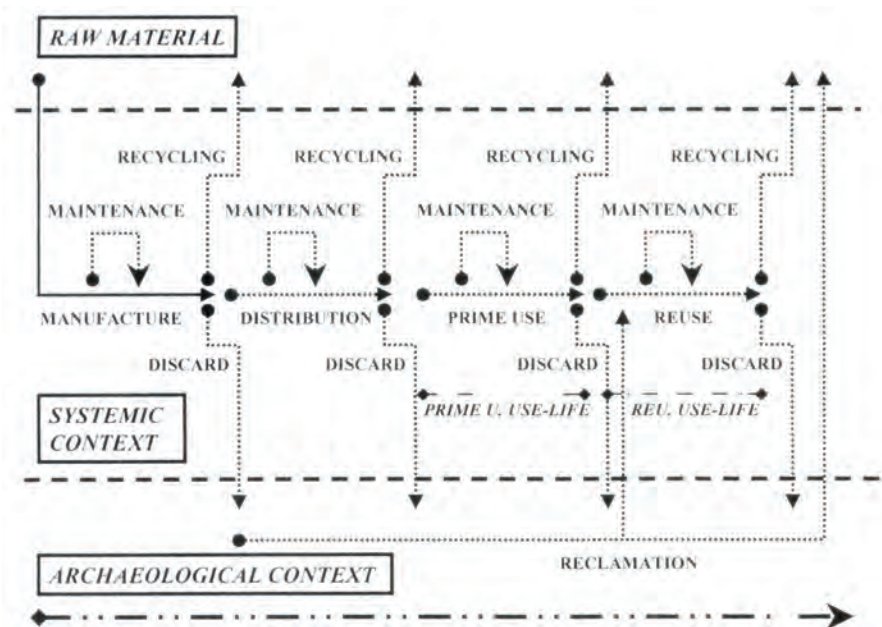 RAW MATERIAL
RECYCLING RECYCLING RECYCLING RECYCLING
MAINTENANCE MAINTENANCE MAINTENANCE MAINTENANCE
MANUFACTURE DISTRIBUTION PRIME USE REUSE
DISCARD DISCARD DISCARD DISCARD
PRIME U. USE-LIFE REU. USE-LIFE
SYSTEMIC
CONTEXT
RECLAMATION
ARCHAEOLOGICAL CONTEXT